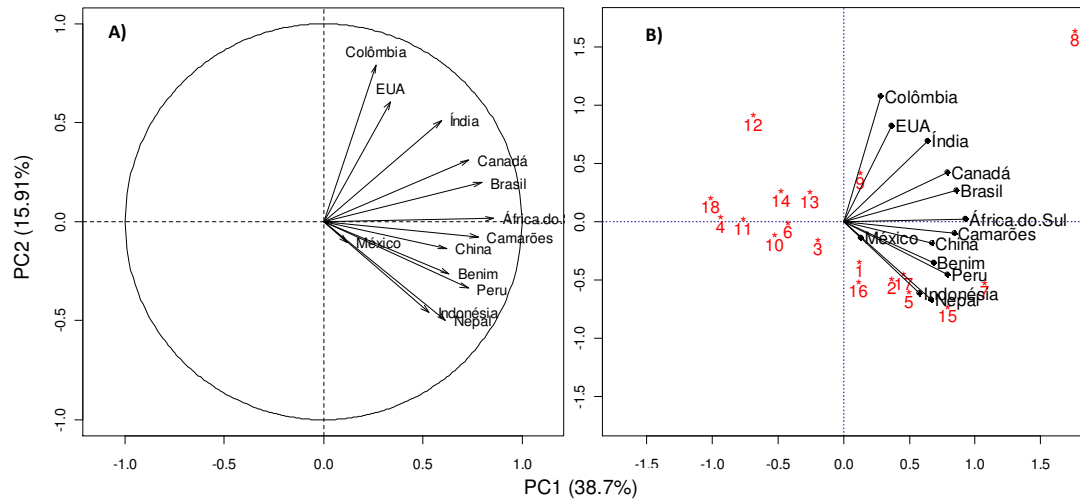 A)
1.0
0.5
0.0
-0.5
-1.0
PC2 (15.91%)
Colômbia
EUA
Índia
Canadá
Brasil
África.do.S
Camarões
China
México
Benim
Peru
Indonésia
Nepal
-1.0 -0.5 0.0 0.5 1.0
B)
1.5
1.0
0.5
0.0
-0.5
-1.0
-1.5
* 8
* 12
Colômbia
EUA
Índia
* 9
Canadá
Brasil
* 14
* 13
* 18
* 4
* 11
* 6
* 10
* 3
África.do.Sul
Camarões
México
China
* 1
Benim
Peru
* 16
* 2
* 17
* 5
* 7
Indonésia
Nepal
* 15
-1.0 -0.5 0.0 0.5 1.0 1.5
PC1 (38.7%)